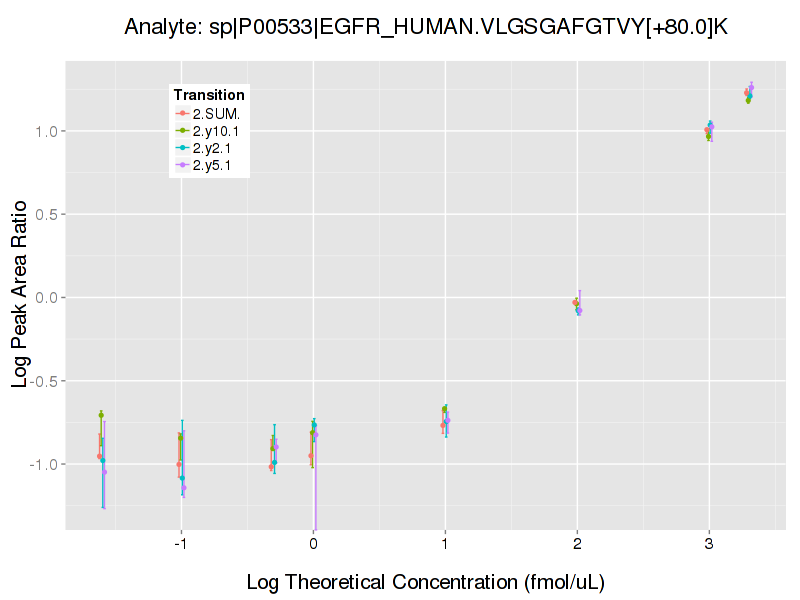 Analyte: sp|P00533|EGFR_HUMAN.VLGSGAFGTVY[+80.0]K
Transition
2.SUM.
2.y10.1
2.y2.1
2.y5.1
Log Peak Area Ratio
1.0
0.5
0.0
-0.5
-1.0
-1 0 1 2 3
Log Theoretical Concentration (fmol/uL)